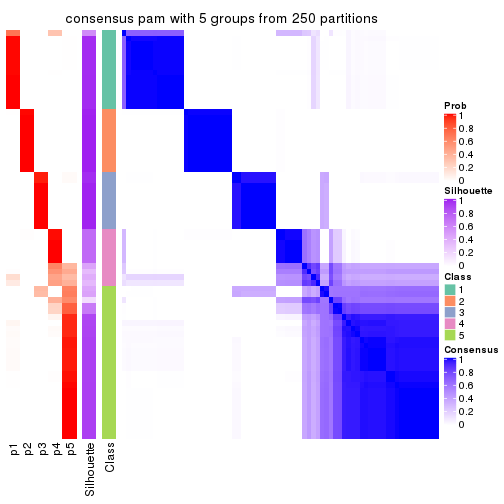 consensus pam with 5 groups from 250 partitions
Prob
1
0.8
0.6
0.4
0.2
0
Silhouette
1
0.8
0.6
0.4
0.2
0
Class
1
2
3
4
5
Consensus
1
0.8
0.6
0.4
0.2
0
p1
p2
p3
p4
p5
Silhouette
Class